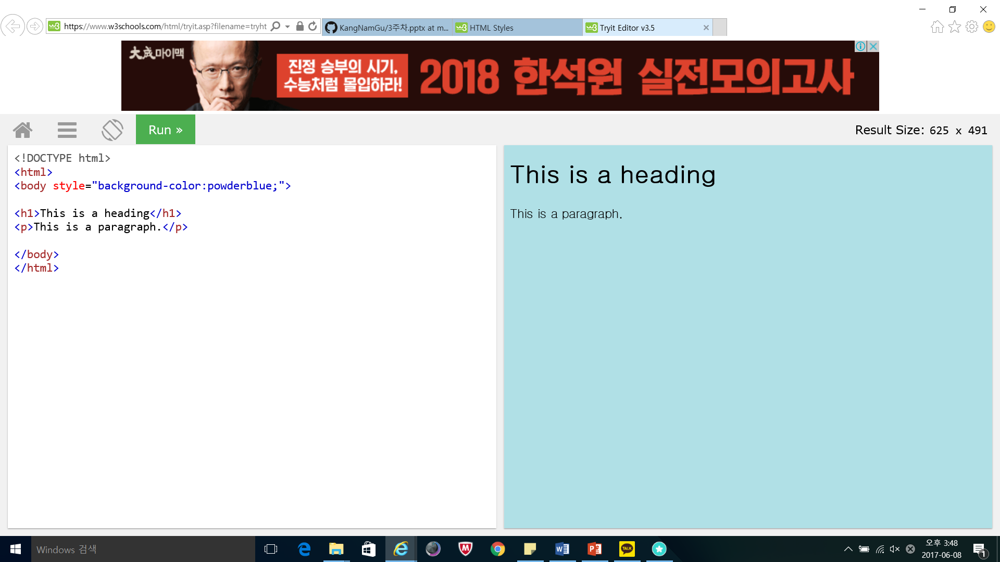 https://www.w3schools.com/html/tryit.asp?filename=tryht
KangNamGu/3주차.pptx at m...
HTML Styles
Tryit Editor v3.5
大成마이맥
진정 승부의 시기,
수능처럼 몰입하라!
2018 한석원 실전모의고사
Run »
Result Size: 625 x 491
<!DOCTYPE html>
<html>
<body style="background-color:powderblue;">
<h1>This is a heading</h1>
<p>This is a paragraph.</p>
</body>
</html>
This is a heading
This is a paragraph.
Windows 검색
TALK
오후 3:48
2017-06-08
1